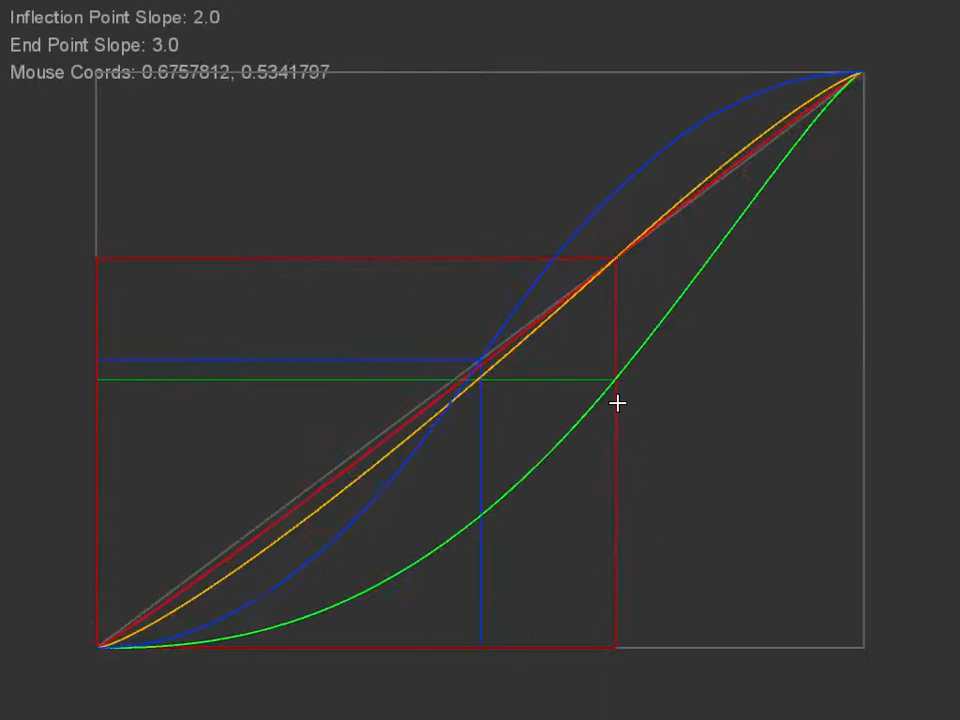 Inflection Point Slope: 2.0
End Point Slope: 3.0
Mouse Coords: 0.6757812, 0.5341797